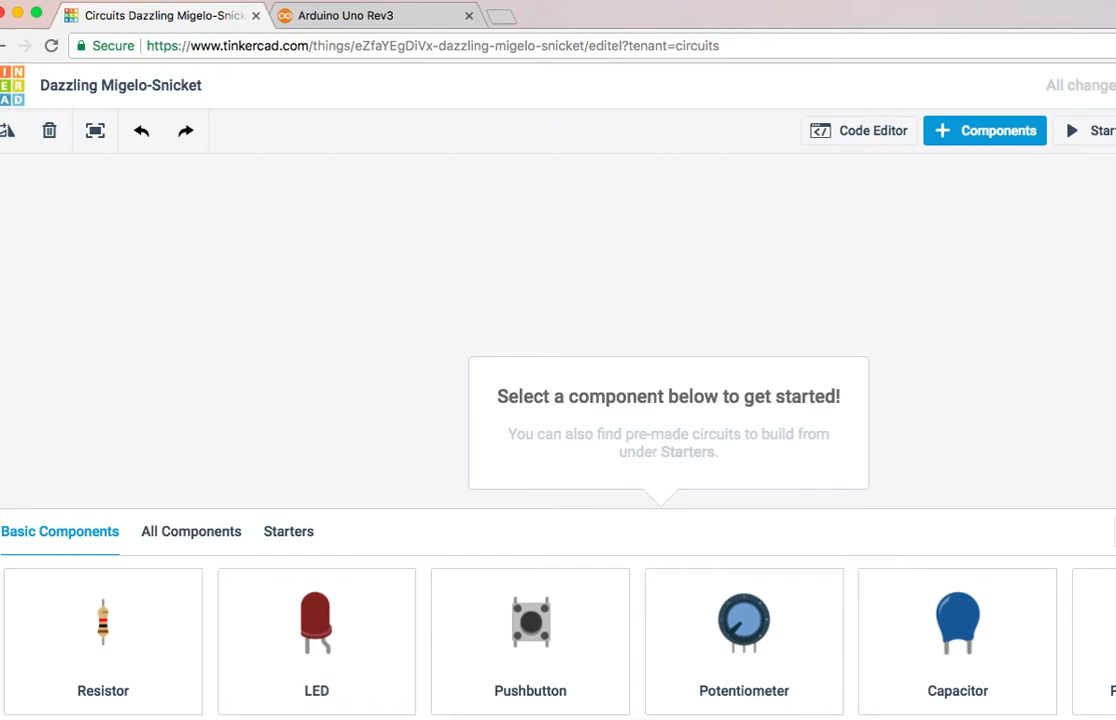 Circuits Dazzling Migelo-Snick
Arduino Uno Rev3
Secure https://www.tinkercad.com/things/eZfaYEgDiVx-dazzling-migelo-snicket/editel?tenant=circuits
IN
ER
AD
Dazzling Migelo-Snicket
All change
Code Editor
Components
Star
Select a component below to get started!
You can also find pre-made circuits to build from
under Starters.
Basic Components All Components Starters
Resistor LED Pushbutton Potentiometer Capacitor P